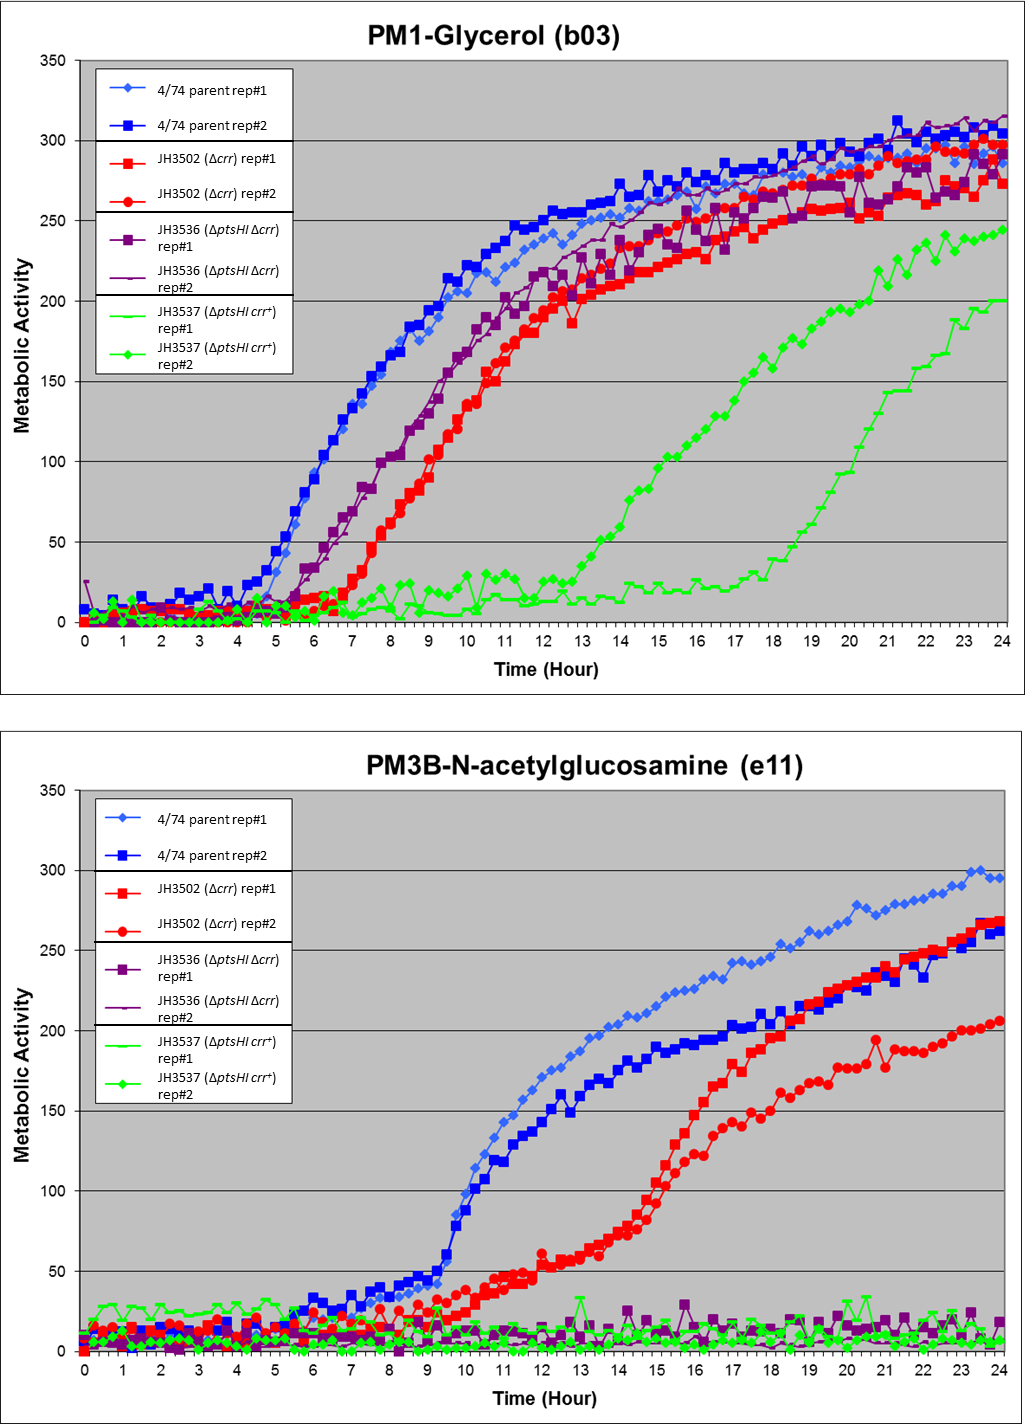 PM1-Glycerol (b03)
350
300
250
200
150
100
50
0
Metabolic Activity
4/74 parent rep#1
4/74 parent rep#2
JH3502 (Δcrr) rep#1
JH3502 (Δcrr) rep#2
JH3536 (ΔptsHI Δcrr)
rep#1
JH3536 (ΔptsHI Δcrr)
rep#2
JH3537 (ΔptsHI crr⁺)
rep#1
JH3537 (ΔptsHI crr⁺)
rep#2
0 1 2 3 4 5 6 7 8 9 10 11 12 13 14 15 16 17 18 19 20 21 22 23 24
Time (Hour)
PM3B-N-acetylglucosamine (e11)
350
300
250
200
150
100
50
0
Metabolic Activity
4/74 parent rep#1
4/74 parent rep#2
JH3502 (Δcrr) rep#1
JH3502 (Δcrr) rep#2
JH3536 (ΔptsHI Δcrr)
rep#1
JH3536 (ΔptsHI Δcrr)
rep#2
JH3537 (ΔptsHI crr⁺)
rep#1
JH3537 (ΔptsHI crr⁺)
rep#2
0 1 2 3 4 5 6 7 8 9 10 11 12 13 14 15 16 17 18 19 20 21 22 23 24
Time (Hour)